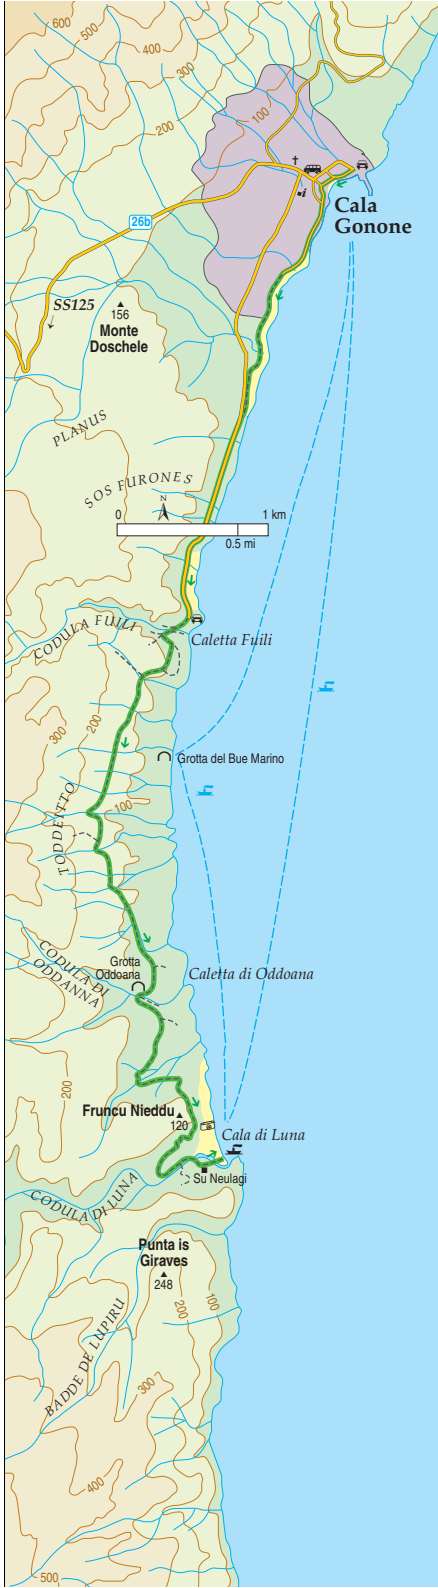 600
500
400
300
200
100
i
Cala
Gonone
26b
SS125
156
Monte
Doschele
PLANUS
SOS FURONES
N
0
1 km
0.5 mi
CODULA FUILI
Caletta Fuili
200
300
Grotta del Bue Marino
TODDEITTO
100
CODULA DI
ODDANNA
Grotta
Oddoana
Caletta di Oddoana
200
Fruncu Nieddu
120
Cala di Luna
Su Neulagi
CODULA DI LUNA
Punta is
Giraves
248
200
100
BADDE DE LUPIRU
300
400
500